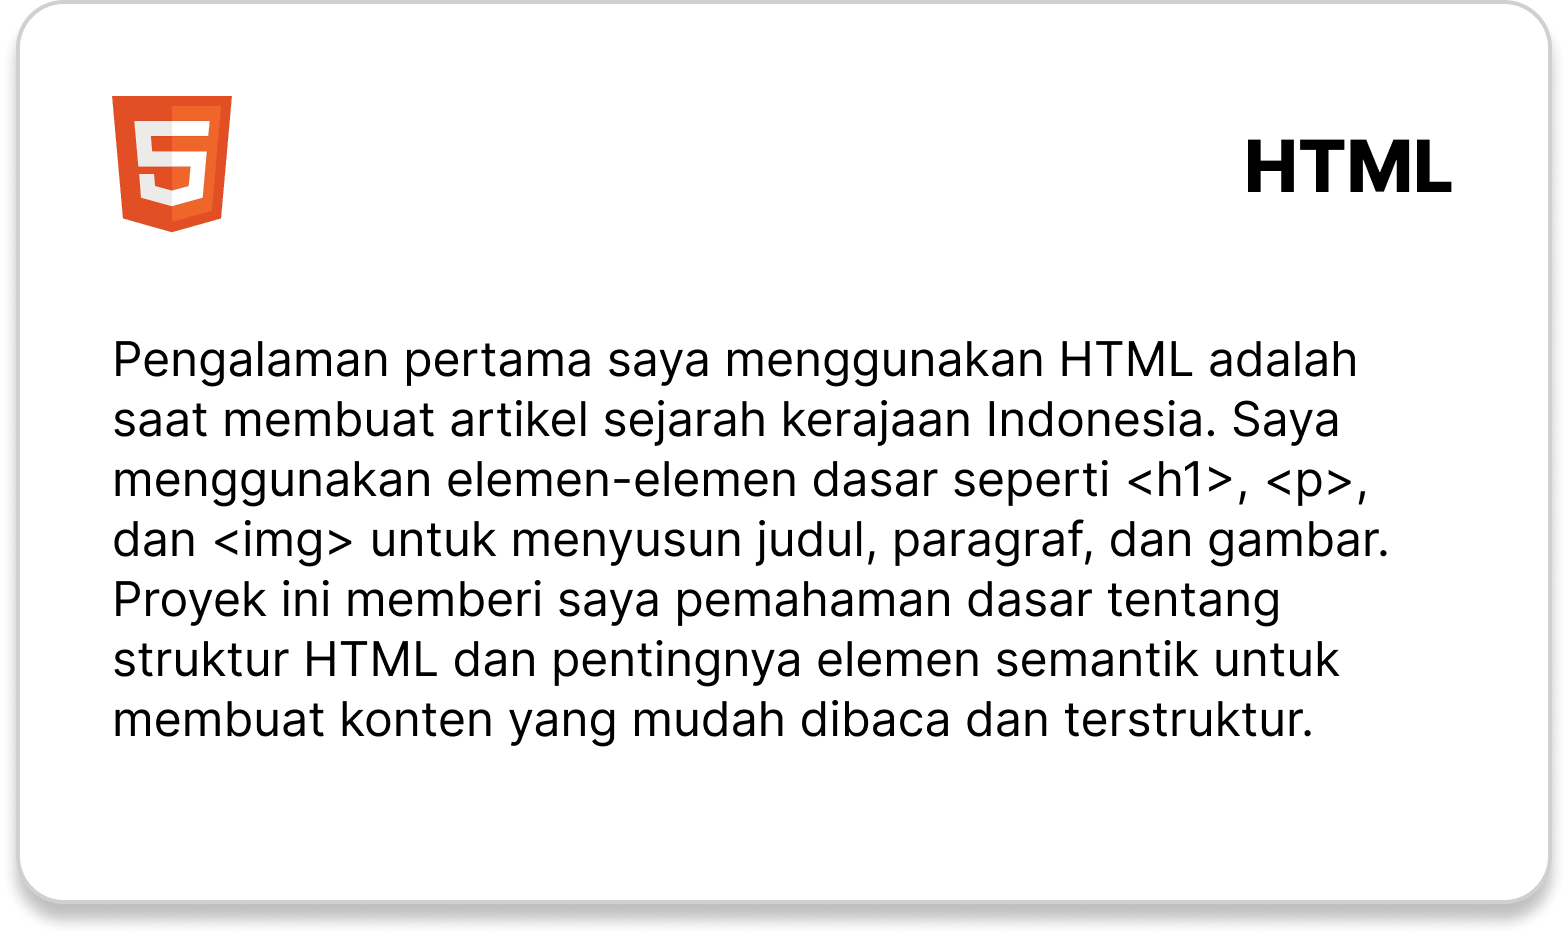 HTML
Pengalaman pertama saya menggunakan HTML adalah
saat membuat artikel sejarah kerajaan Indonesia. Saya
menggunakan elemen-elemen dasar seperti <h1>, <p>,
dan <img> untuk menyusun judul, paragraf, dan gambar.
Proyek ini memberi saya pemahaman dasar tentang
struktur HTML dan pentingnya elemen semantik untuk
membuat konten yang mudah dibaca dan terstruktur.